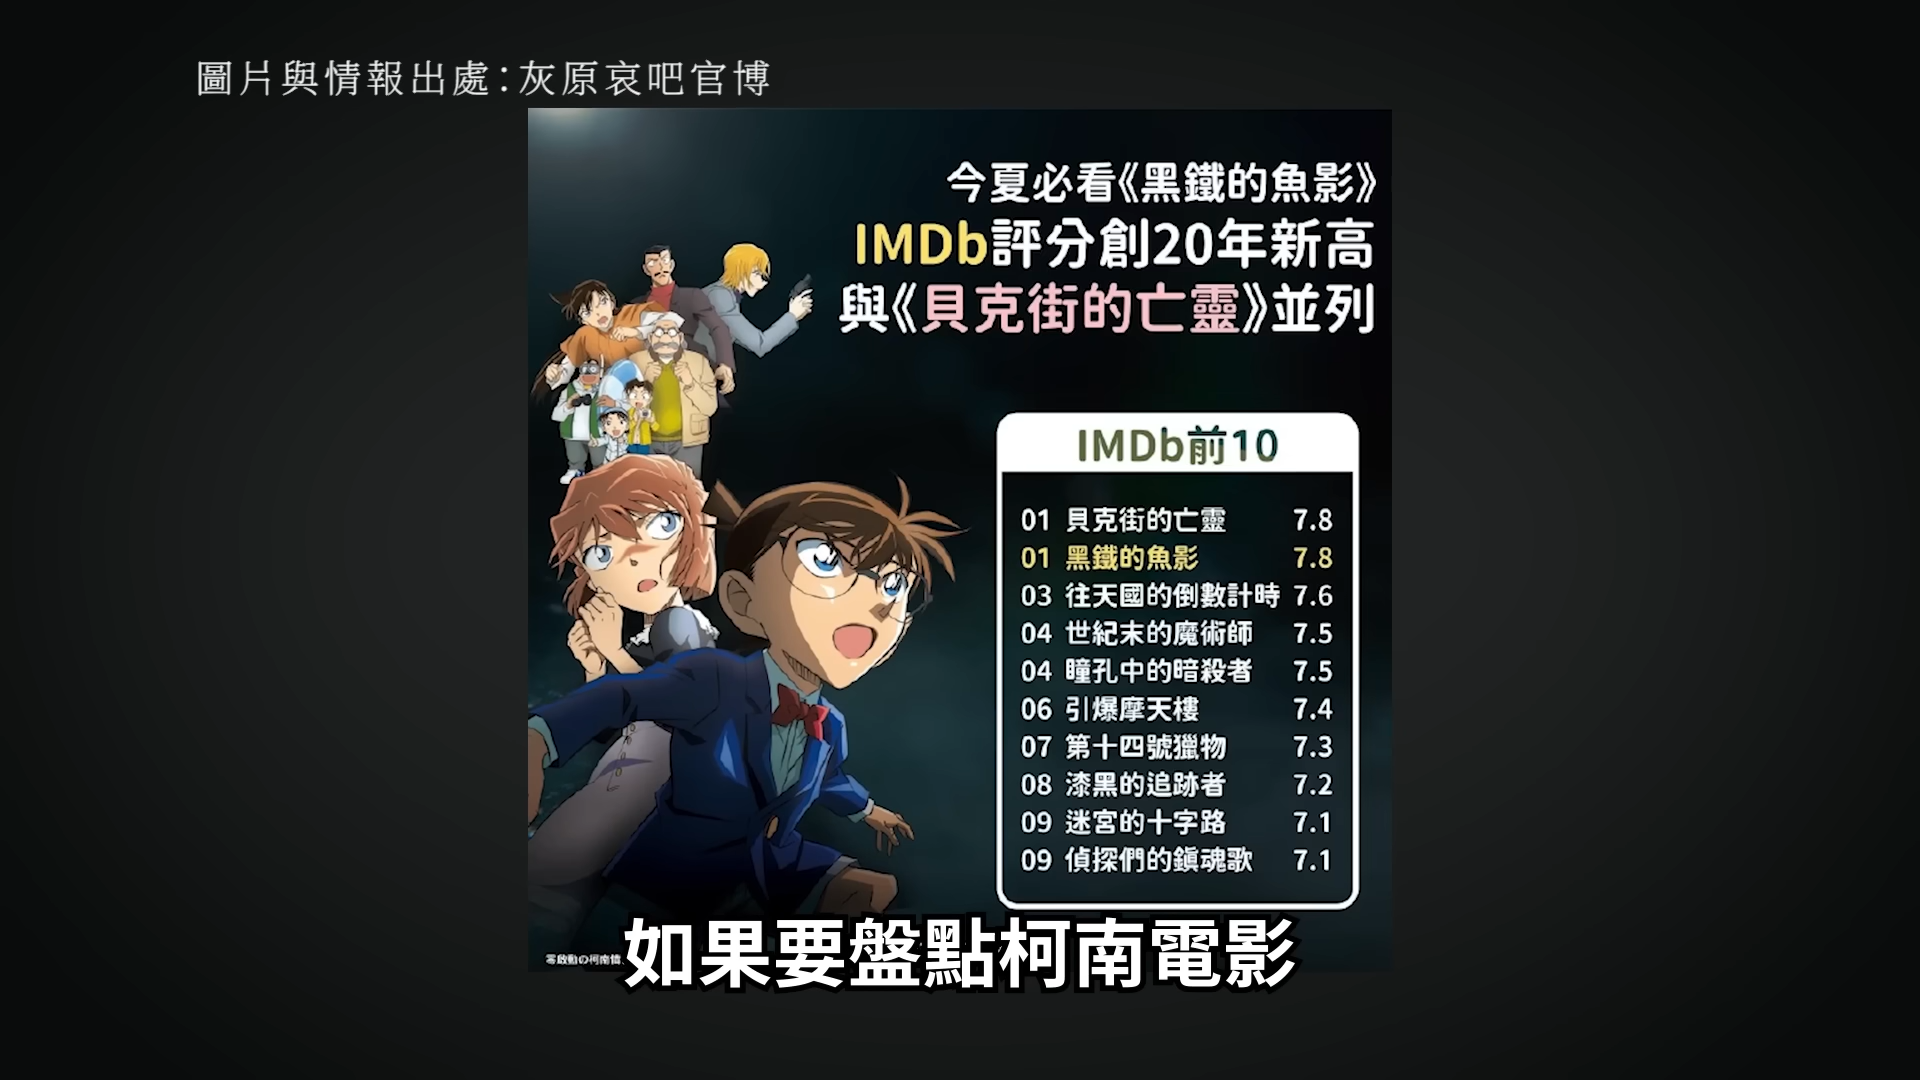 圖片與情報出處：灰原哀吧官博
今夏必看《黑鐵的魚影》
IMDb評分創20年新高
與《貝克街的亡靈》並列
IMDb前10
01 貝克街的亡靈 7.8
01 黑鐵的魚影 7.8
03 往天國的倒數計時 7.6
04 世紀末的魔術師 7.5
04 瞳孔中的暗殺者 7.5
06 引爆摩天樓 7.4
07 第十四號獵物 7.3
08 漆黑的追跡者 7.2
09 迷宮的十字路 7.1
09 偵探們的鎮魂歌 7.1
零啟動の柯南情
如果要盤點柯南電影